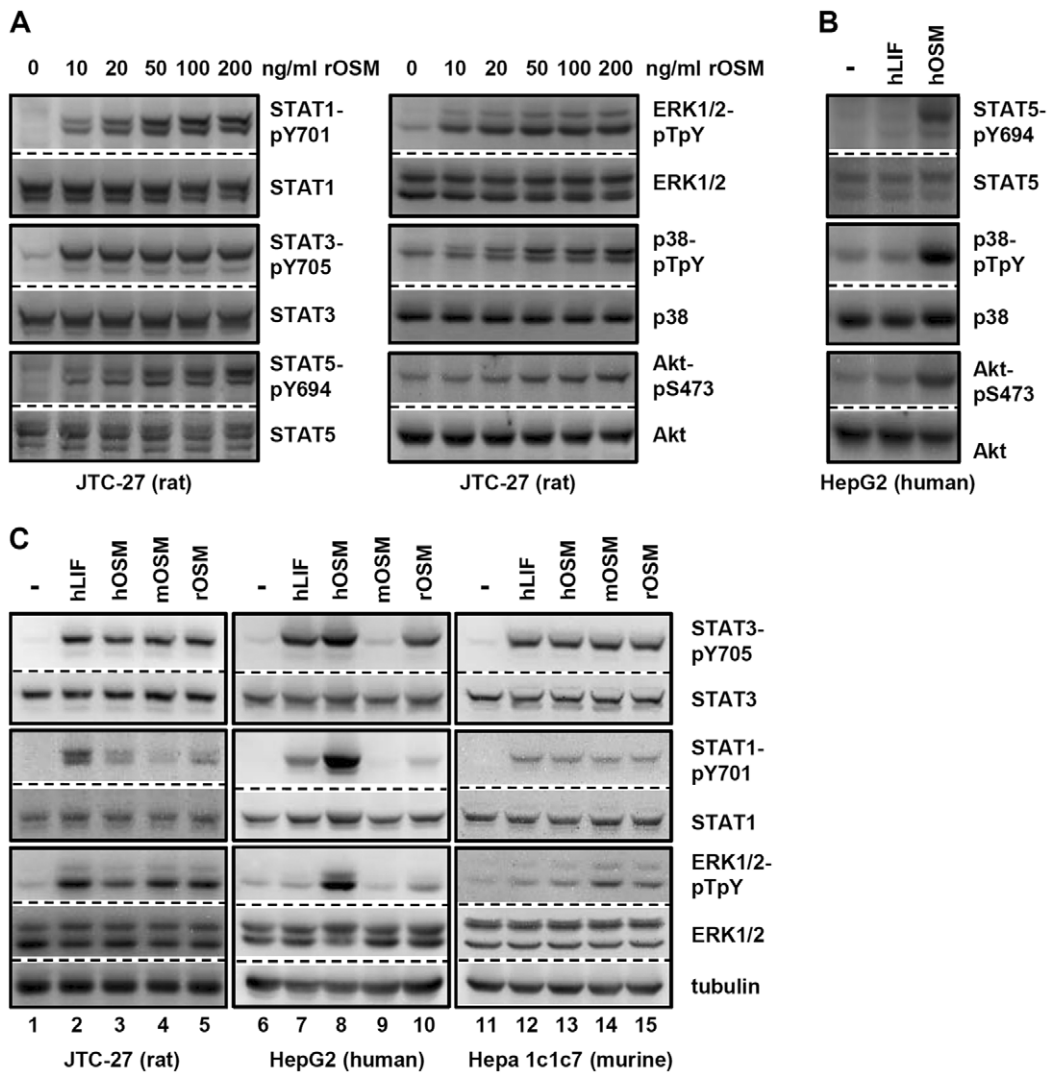 A
0 10 20 50 100 200 ng/ml rOSM
STAT1-
pY701
STAT1
STAT3-
pY705
STAT3
STAT5-
pY694
STAT5
JTC-27 (rat)
0 10 20 50 100 200 ng/ml rOSM
ERK1/2-
pTpY
ERK1/2
p38-
pTpY
p38
Akt-
pS473
Akt
JTC-27 (rat)
B
- hLIF hOSM
STAT5-
pY694
STAT5
p38-
pTpY
p38
Akt-
pS473
Akt
HepG2 (human)
C
- hLIF hOSM mOSM rOSM - hLIF hOSM mOSM rOSM - hLIF hOSM mOSM rOSM
STAT3-
pY705
STAT3
STAT1-
pY701
STAT1
ERK1/2-
pTpY
ERK1/2
tubulin
1 2 3 4 5 6 7 8 9 10 11 12 13 14 15
JTC-27 (rat) HepG2 (human) Hepa 1c1c7 (murine)